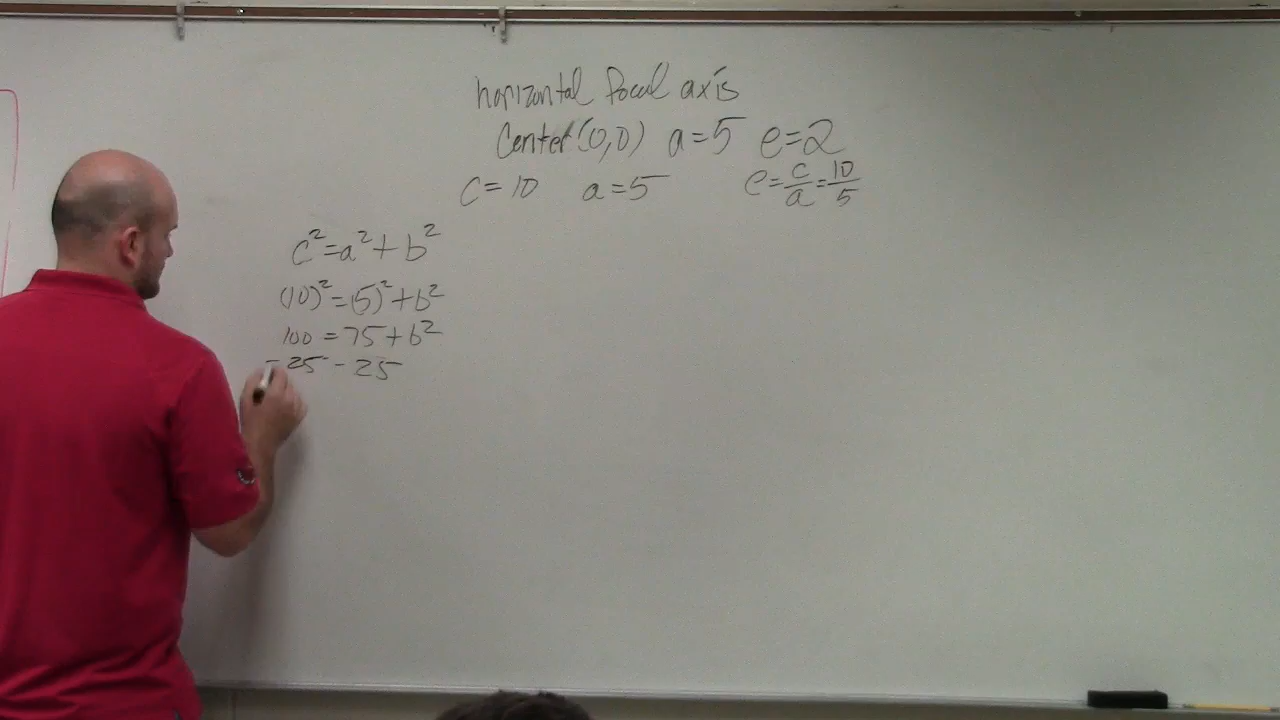 horizontal focal axis
Center (0,0) a=5 e=2
c=10 a=5 e=c/a=10/5
c²=a²+b²
(10)²=(5)²+b²
100=75+b²
-25 -25